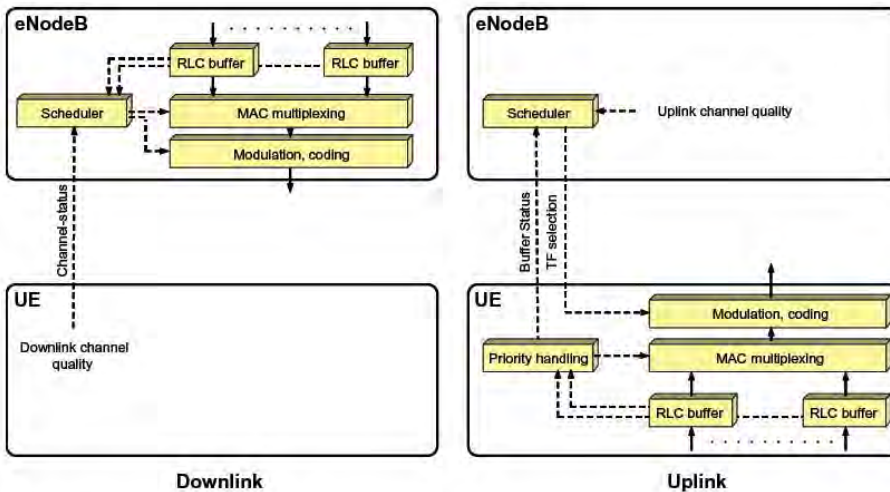 eNodeB
RLC buffer
RLC buffer
Scheduler
MAC multiplexing
Modulation, coding
Channel-status
UE
Downlink channel
quality
Downlink
eNodeB
Scheduler
Uplink channel quality
Buffer Status
TF selection
UE
Modulation, coding
Priority handling
MAC multiplexing
RLC buffer
RLC buffer
Uplink